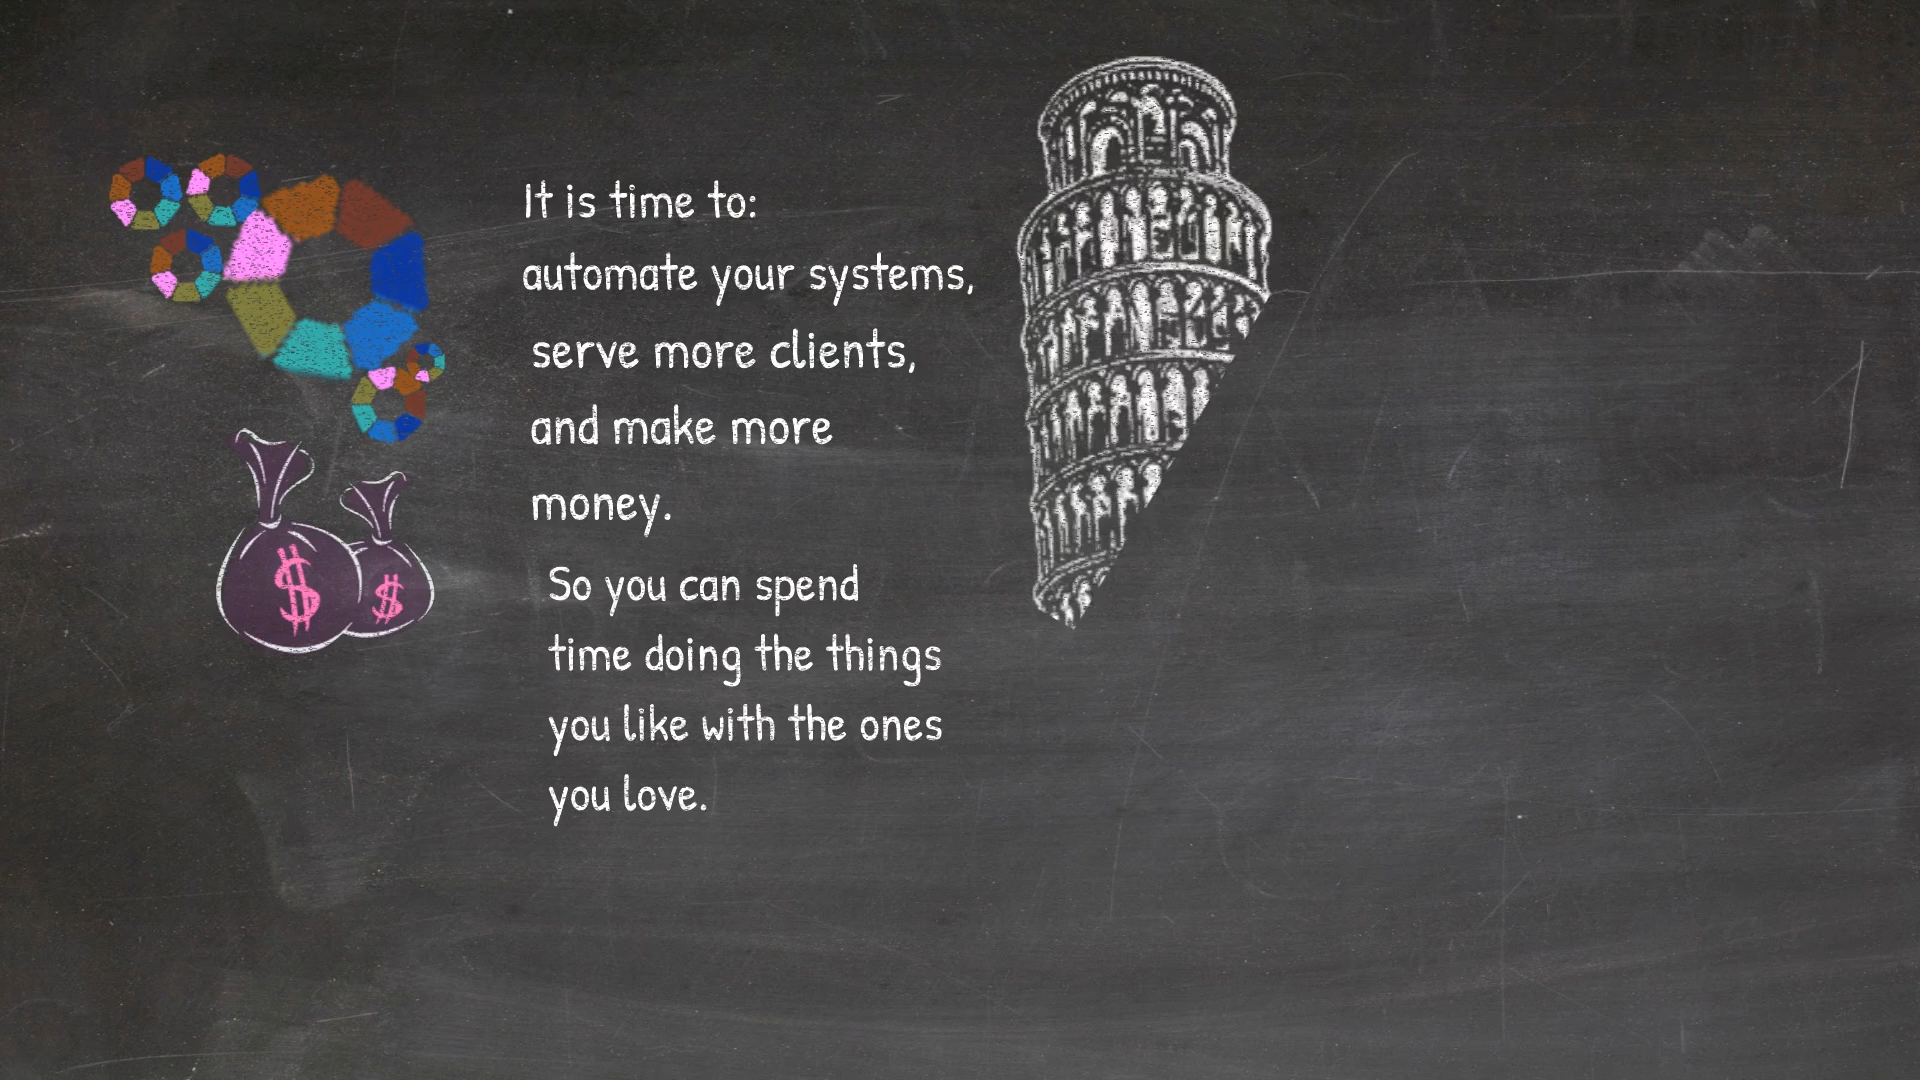 It is time to:
automate your systems,
serve more clients,
and make more
money.
So you can spend
time doing the things
you like with the ones
you love.
$ $